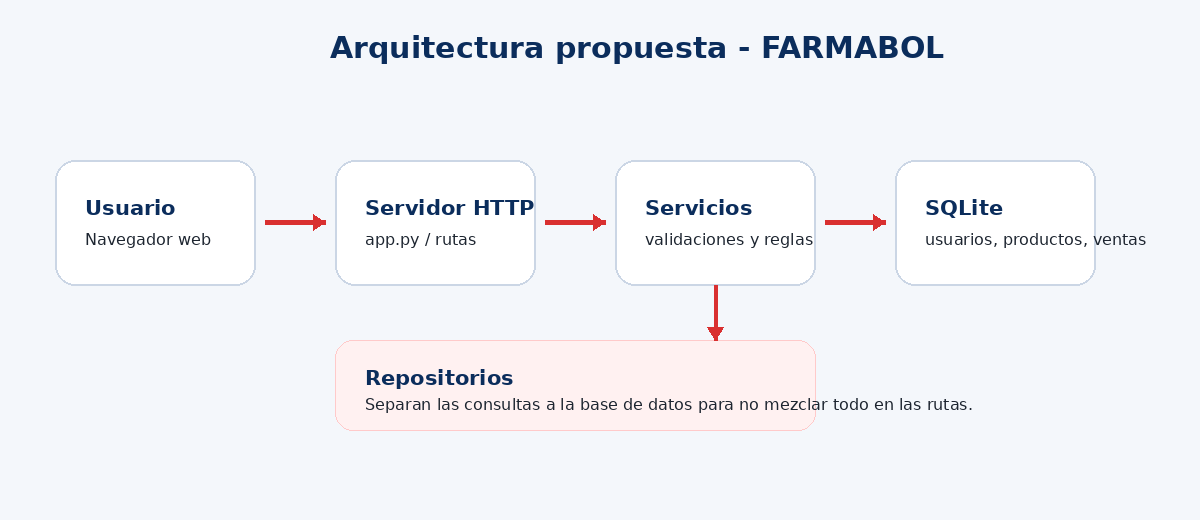 Arquitectura propuesta - FARMABOL
Usuario
Navegador web
Servidor HTTP
app.py / rutas
Servicios
validaciones y reglas
SQLite
usuarios, productos, ventas
Repositorios
Separan las consultas a la base de datos para no mezclar todo en las rutas.